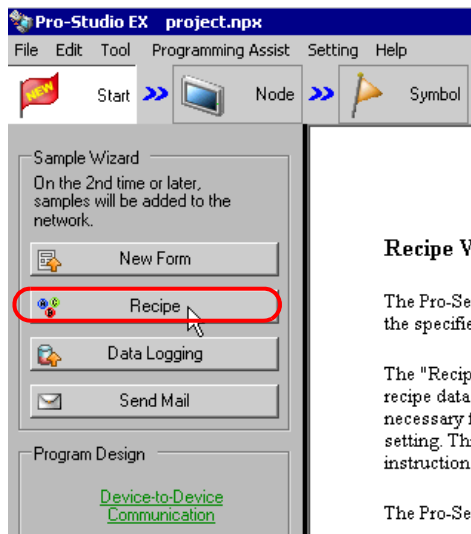 Pro-Studio EX project.npx
File Edit Tool Programming Assist Setting Help
NEW Start Node Symbol
Sample Wizard
On the 2nd time or later,
samples will be added to the
network.
New Form
Recipe
Data Logging
Send Mail
Program Design
Device-to-Device
Communication
Recipe W
The Pro-Se
the specifie
The "Recip
recipe data
necessary f
setting. Thi
instruction
The Pro-Se